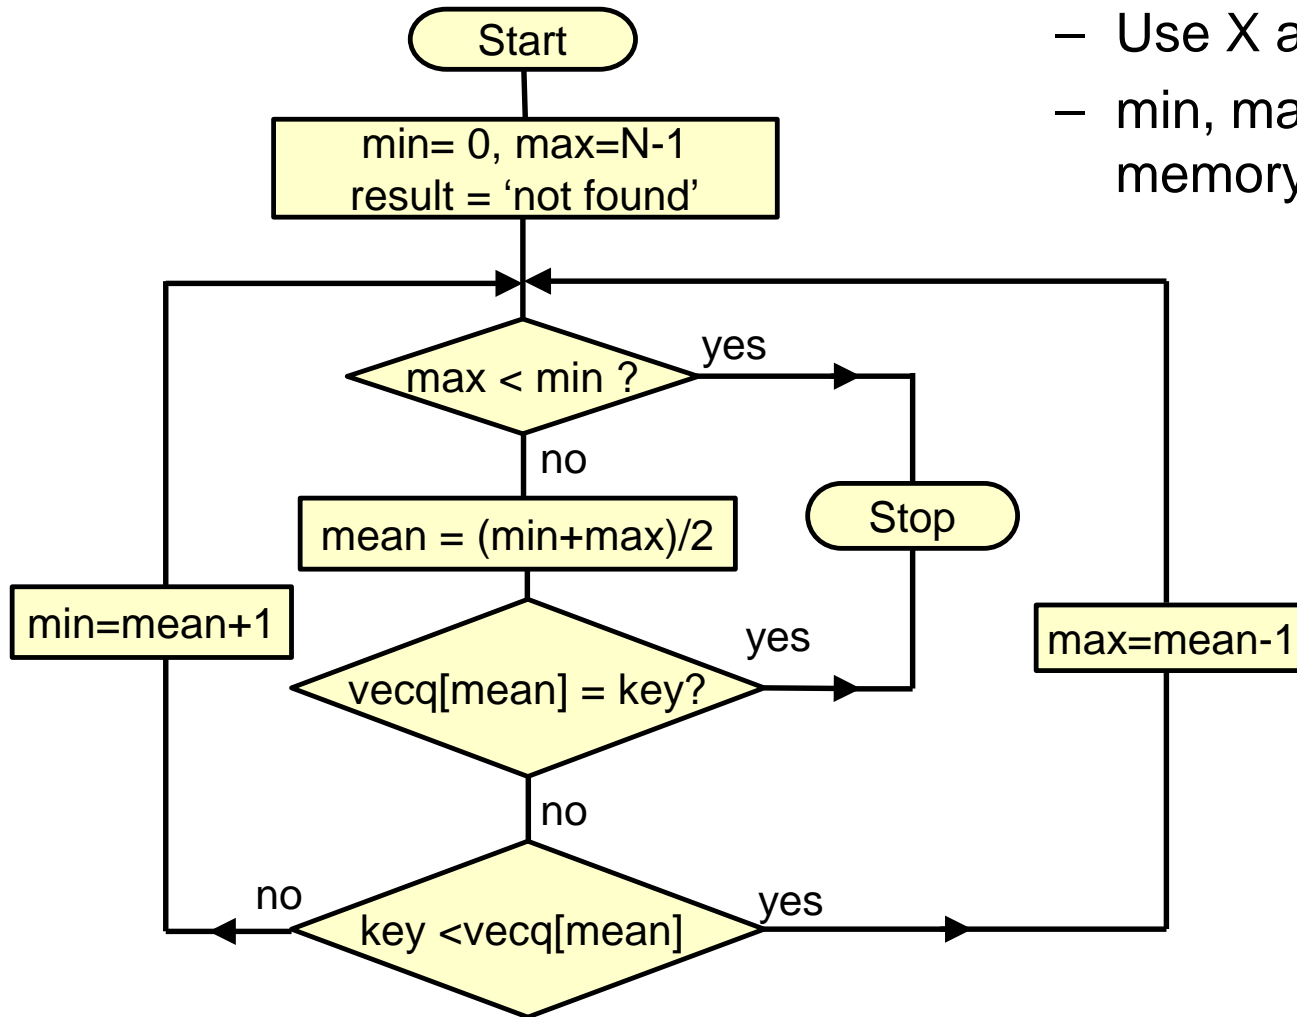 Start
– Use X a
– min, ma
memory
min= 0, max=N-1
result = ‘not found’
max < min ?
yes
no
mean = (min+max)/2
Stop
min=mean+1
max=mean-1
vecq[mean] = key?
yes
no
key <vecq[mean]
no
yes